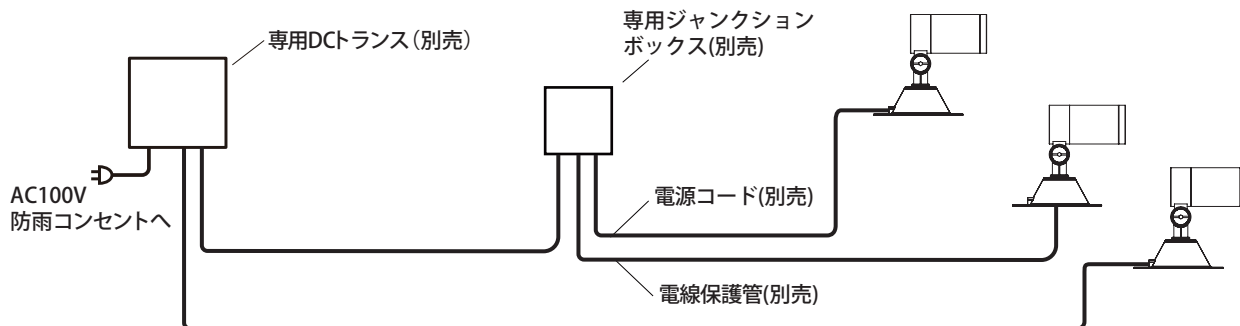 専用DCトランス（別売）
専用ジャンクション
ボックス(別売)
AC100V
防雨コンセントへ
電源コード(別売)
電線保護管(別売)